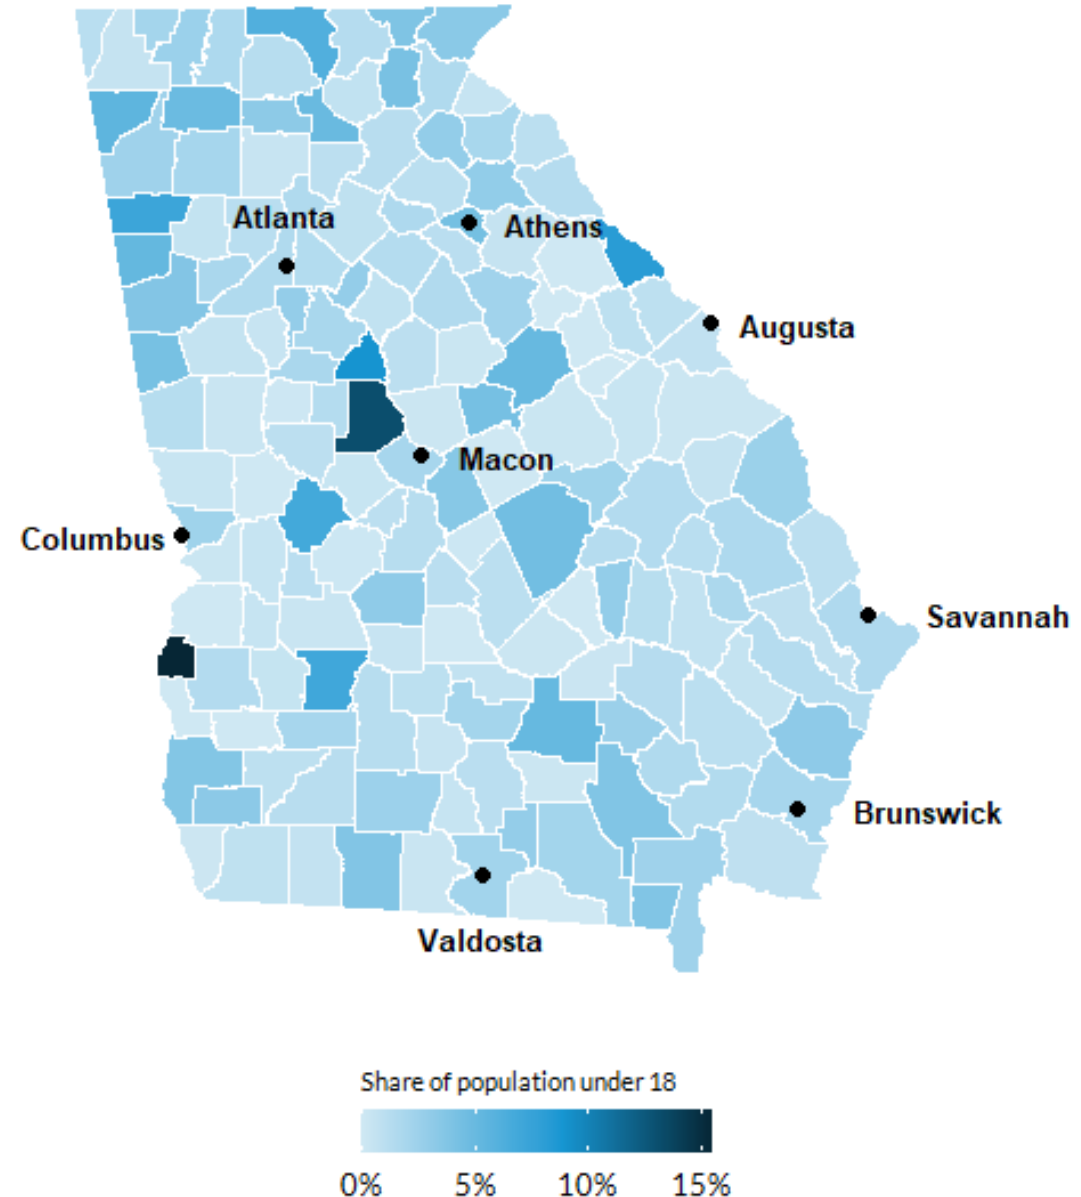 Atlanta
Athens
Augusta
Macon
Columbus
Savannah
Brunswick
Valdosta
Share of population under 18
0% 5% 10% 15%